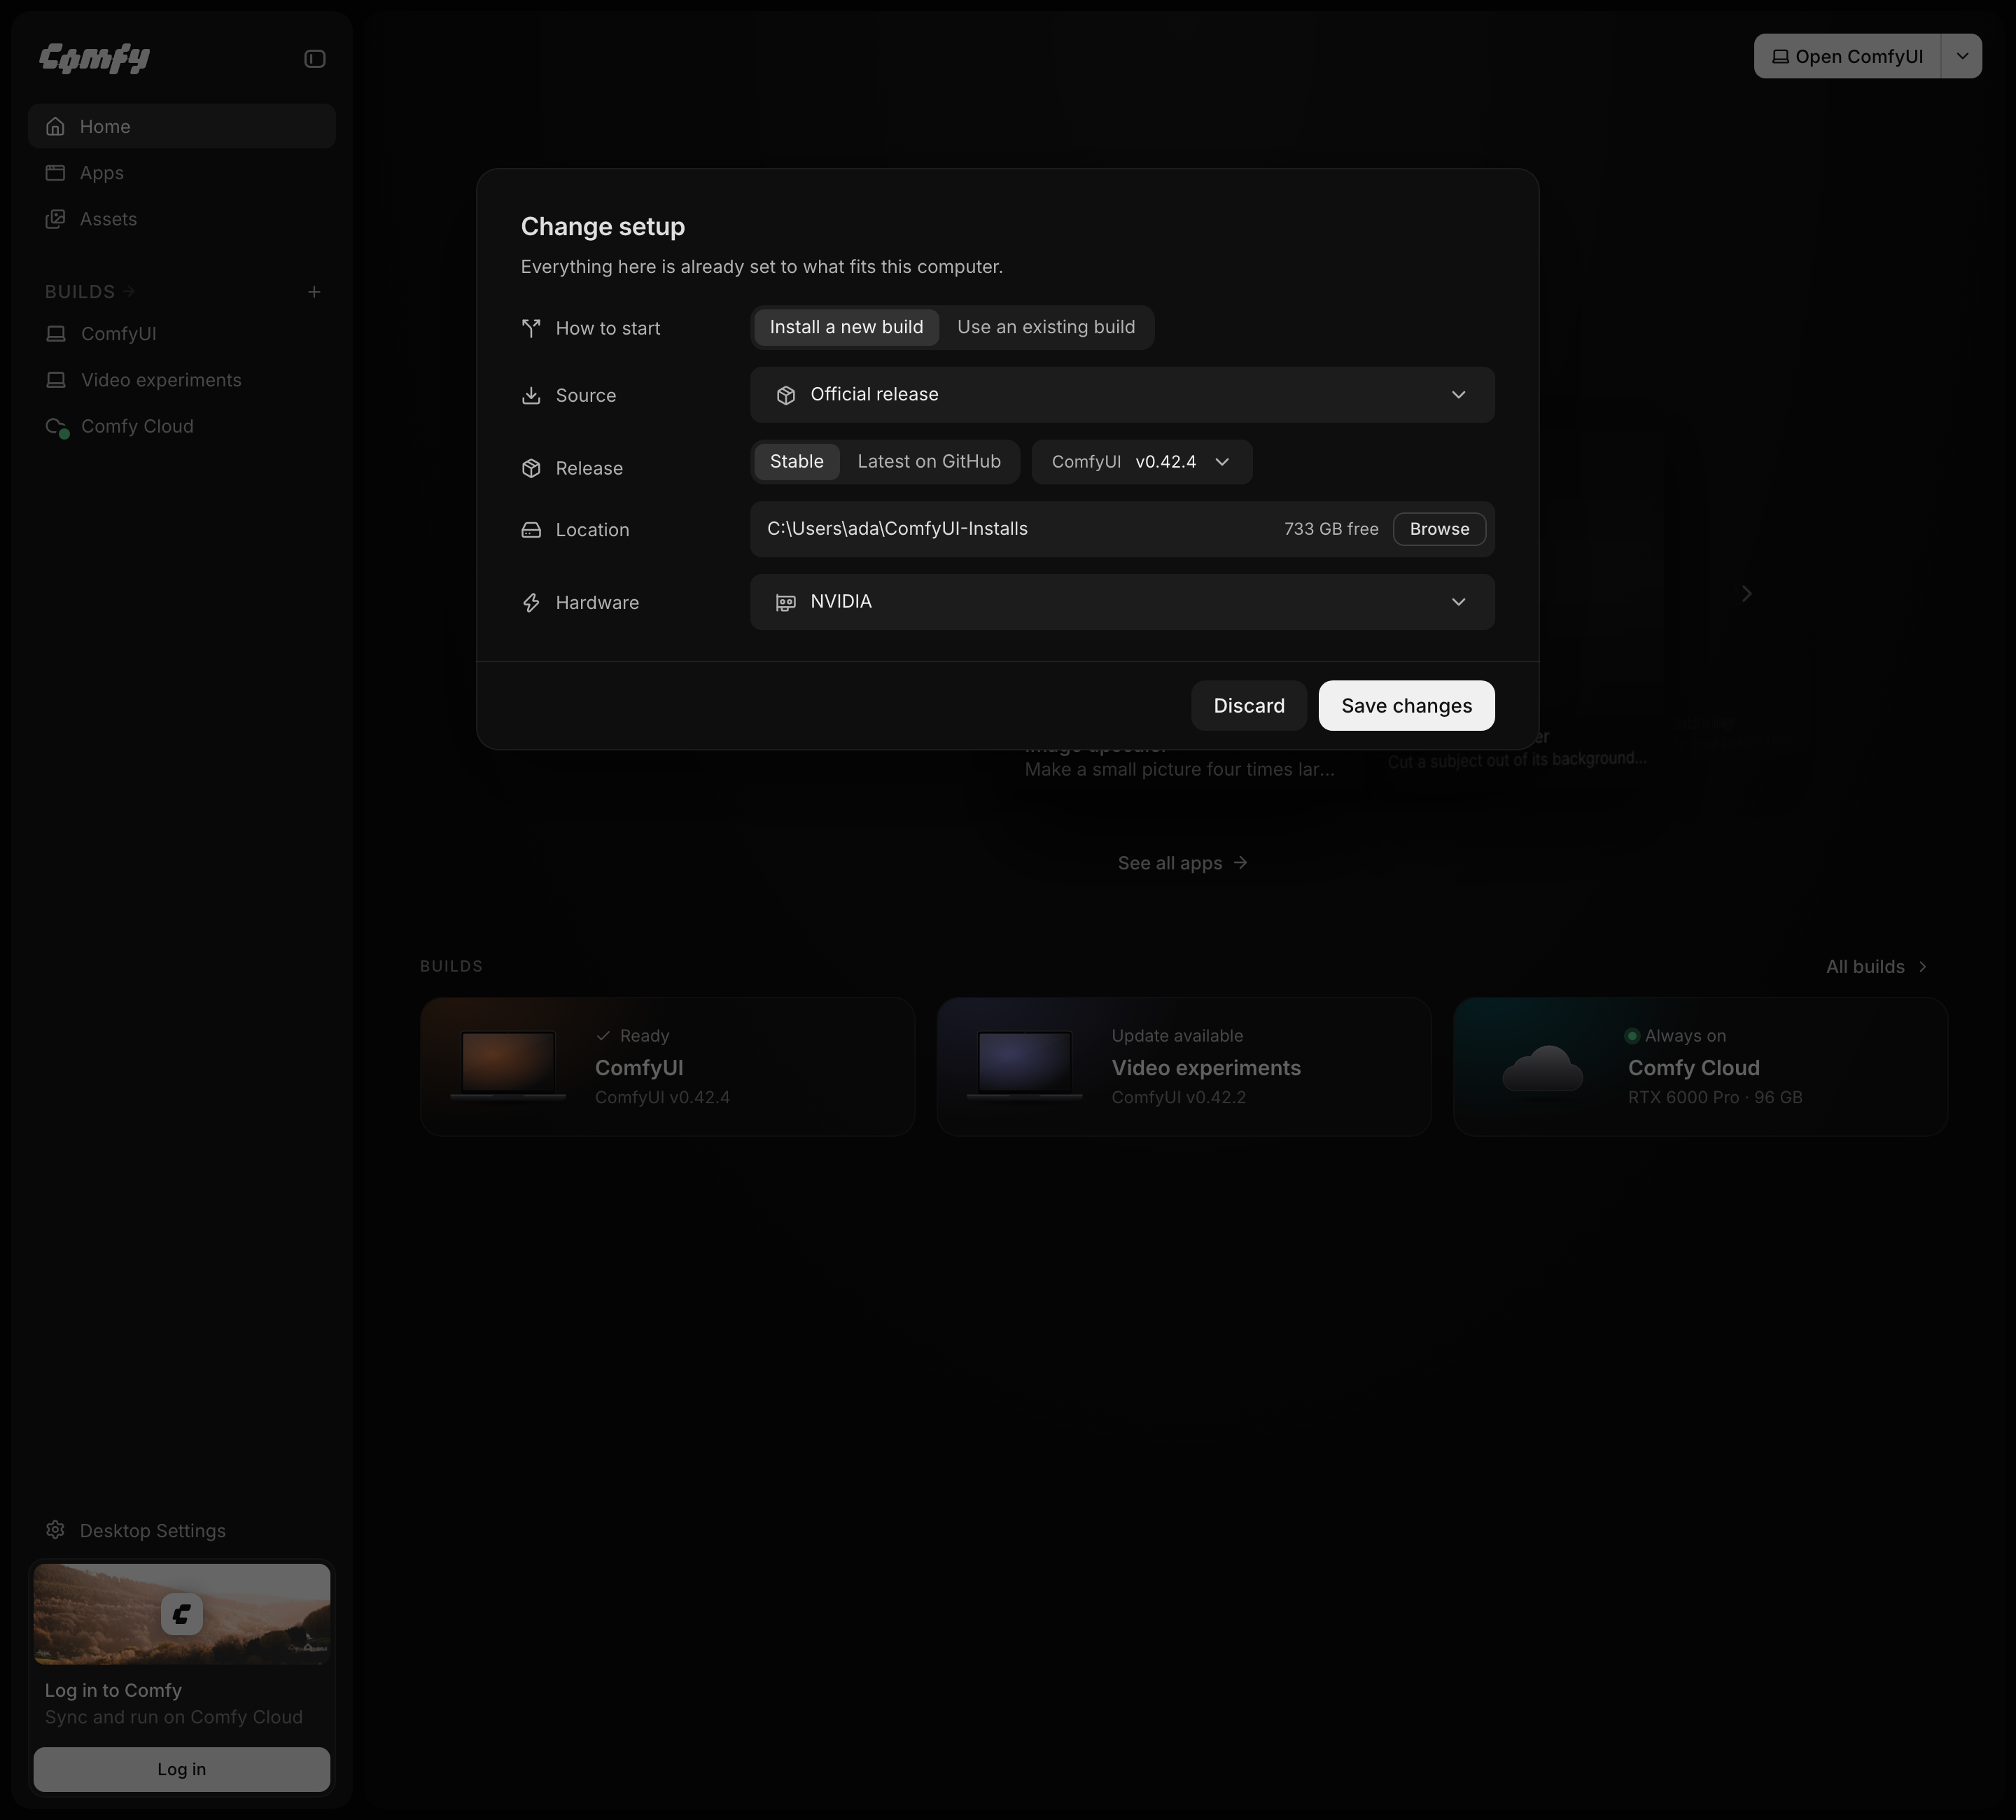 Comfy
Open ComfyUI
Home
Apps
Assets
BUILDS
ComfyUI
Video experiments
Comfy Cloud
Change setup
Everything here is already set to what fits this computer.
How to start
Install a new build
Use an existing build
Source
Official release
Release
Stable
Latest on GitHub
ComfyUI v0.42.4
Location
C:\Users\ada\ComfyUI-Installs
733 GB free
Browse
Hardware
NVIDIA
Discard
Save changes
Make a small picture four times lar...
Cut a subject out of its background...
See all apps
BUILDS
All builds
Ready
ComfyUI
ComfyUI v0.42.4
Update available
Video experiments
ComfyUI v0.42.2
Always on
Comfy Cloud
RTX 6000 Pro · 96 GB
Desktop Settings
Log in to Comfy
Sync and run on Comfy Cloud
Log in